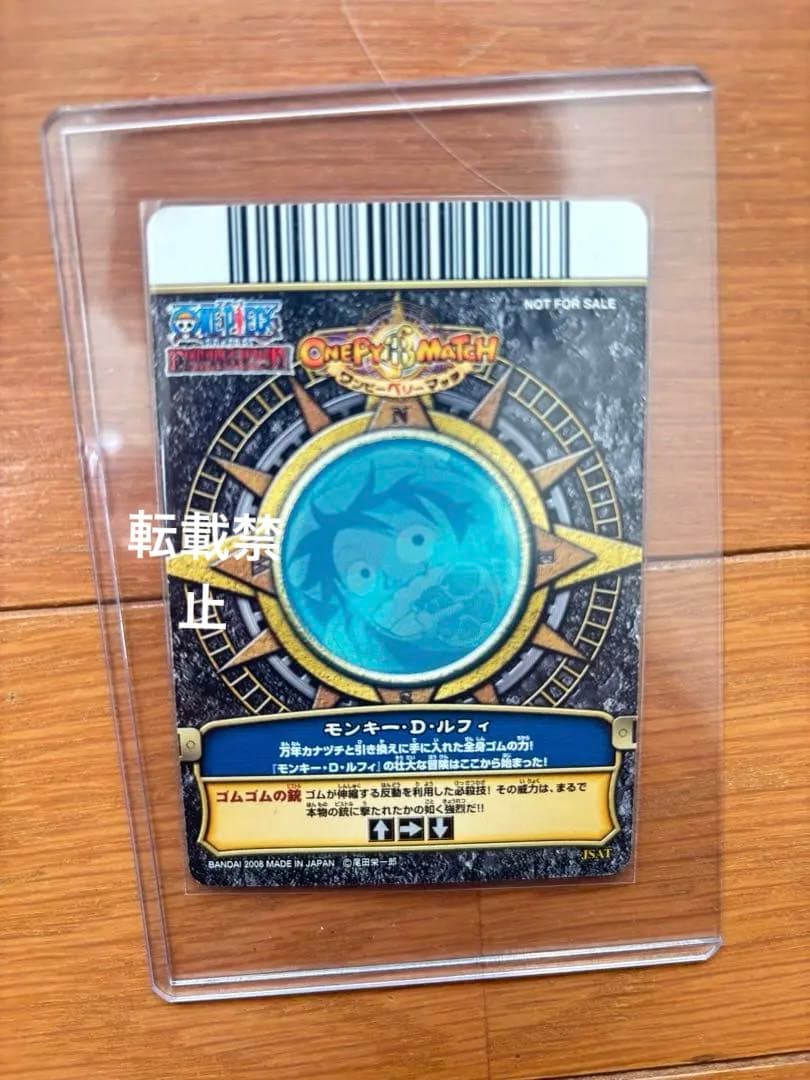 NOT FOR SALE
ONE PIECE
ONEPY MATCH
ワンピーベリーマッチ
N
転載禁
止
S
モンキー・D・ルフィ
万年カナヅチと引き換えに手に入れた全身ゴムの力!
『モンキー・D・ルフィ』の壮大な冒険はここから始まった!
ゴムゴムの銃 ゴムが伸縮する反動を利用した必殺技! その威力は、まるで
本物の銃に撃たれたかの如く強烈だ!!
↑→↓
BANDAI 2008 MADE IN JAPAN ©尾田栄一郎
JSAT